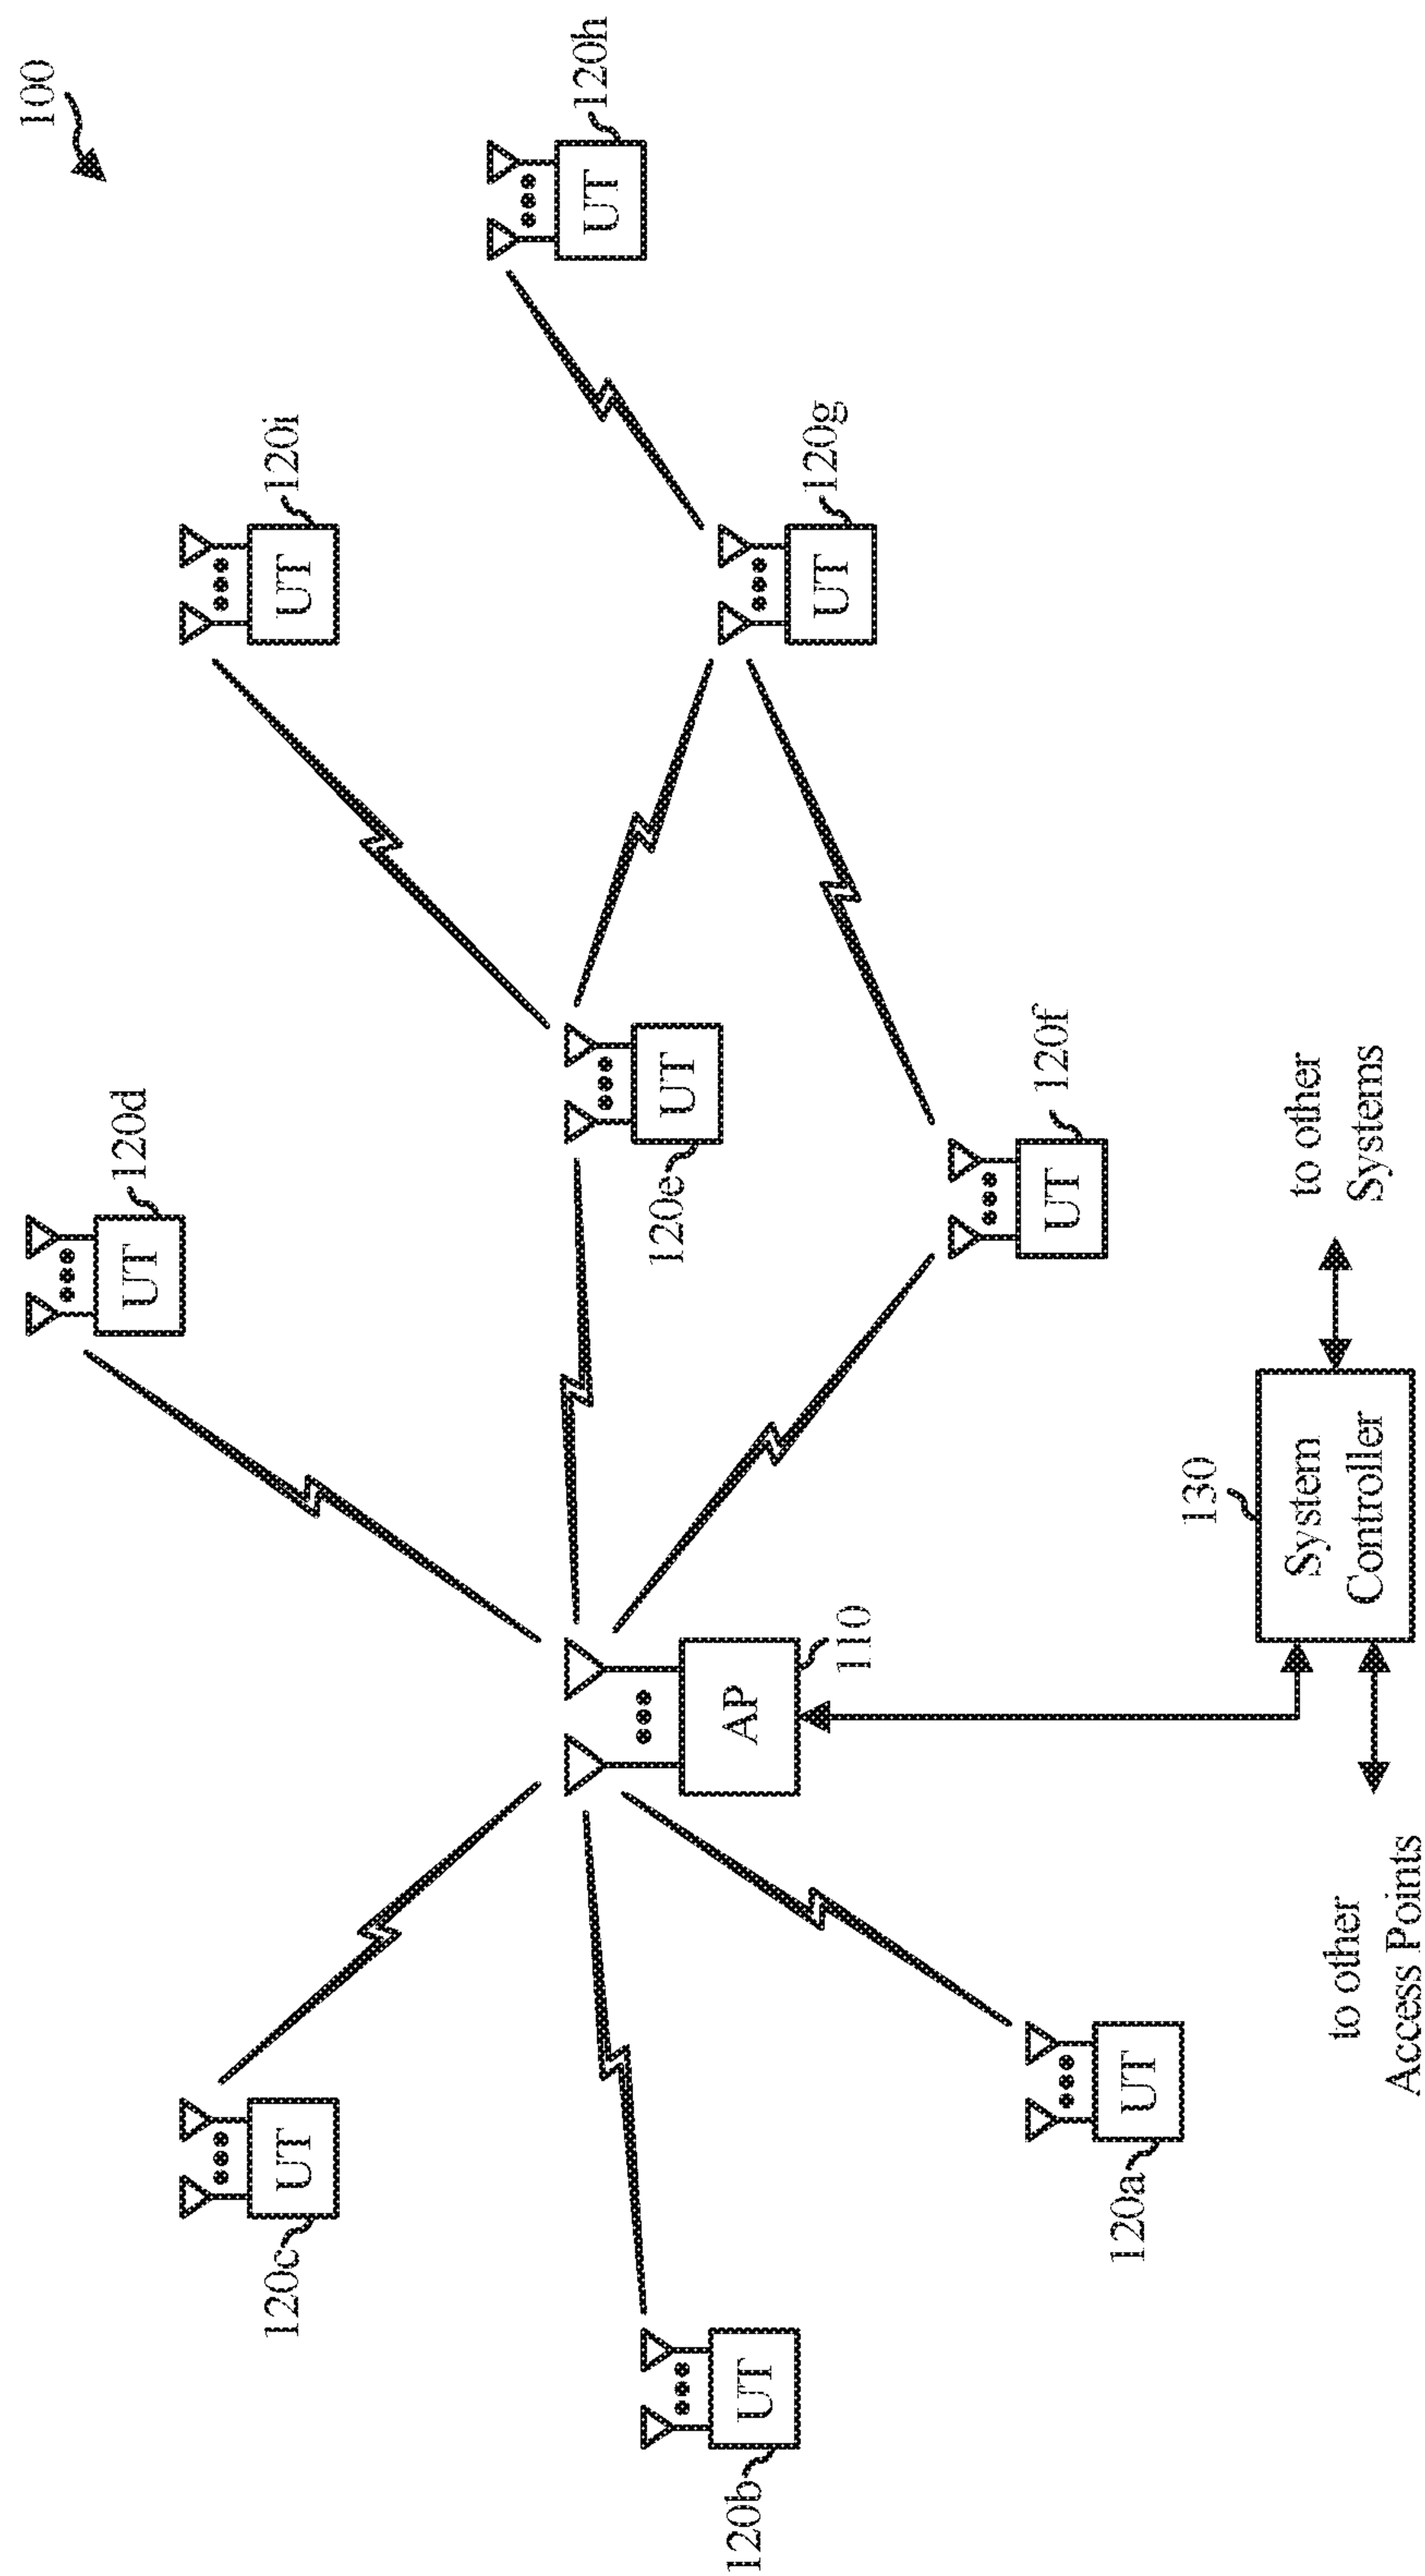 100
UT
120d
UT
120c
UT
120i
UT
120h
UT
120e
AP
110
UT
120b
UT
120g
UT
120f
UT
120a
130
System
Controller
to other
Systems
to other
Access Points